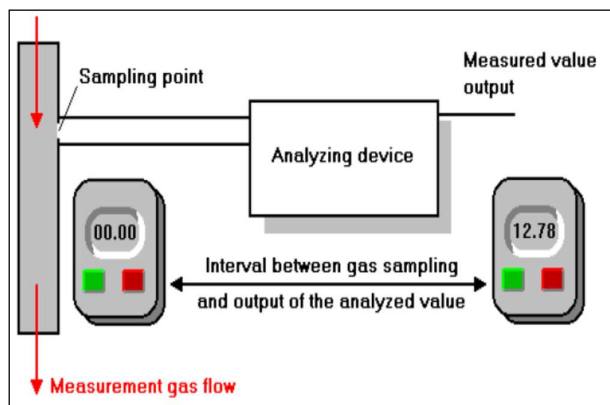 Sampling point
Measured value
output
Analyzing device
00.00
12.78
Interval between gas sampling
and output of the analyzed value
Measurement gas flow